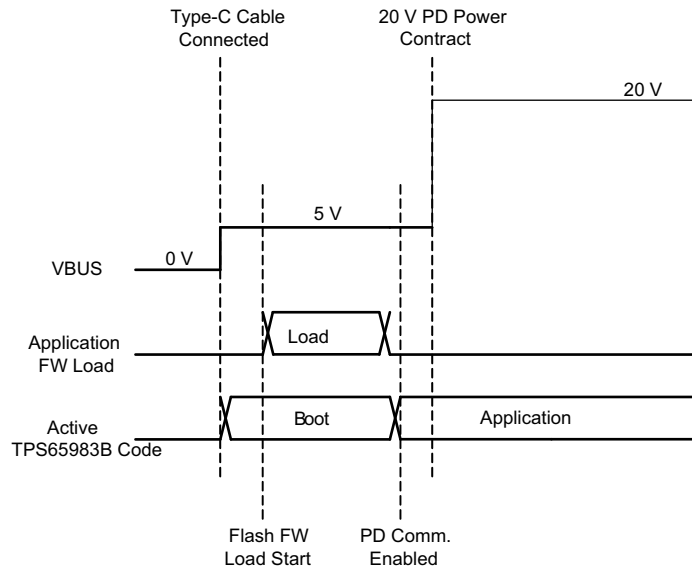 Type-C Cable
Connected
20 V PD Power
Contract
20 V
5 V
0 V
VBUS
Load
Application
FW Load
Boot
Application
Active
TPS65983B Code
Flash FW
Load Start
PD Comm.
Enabled